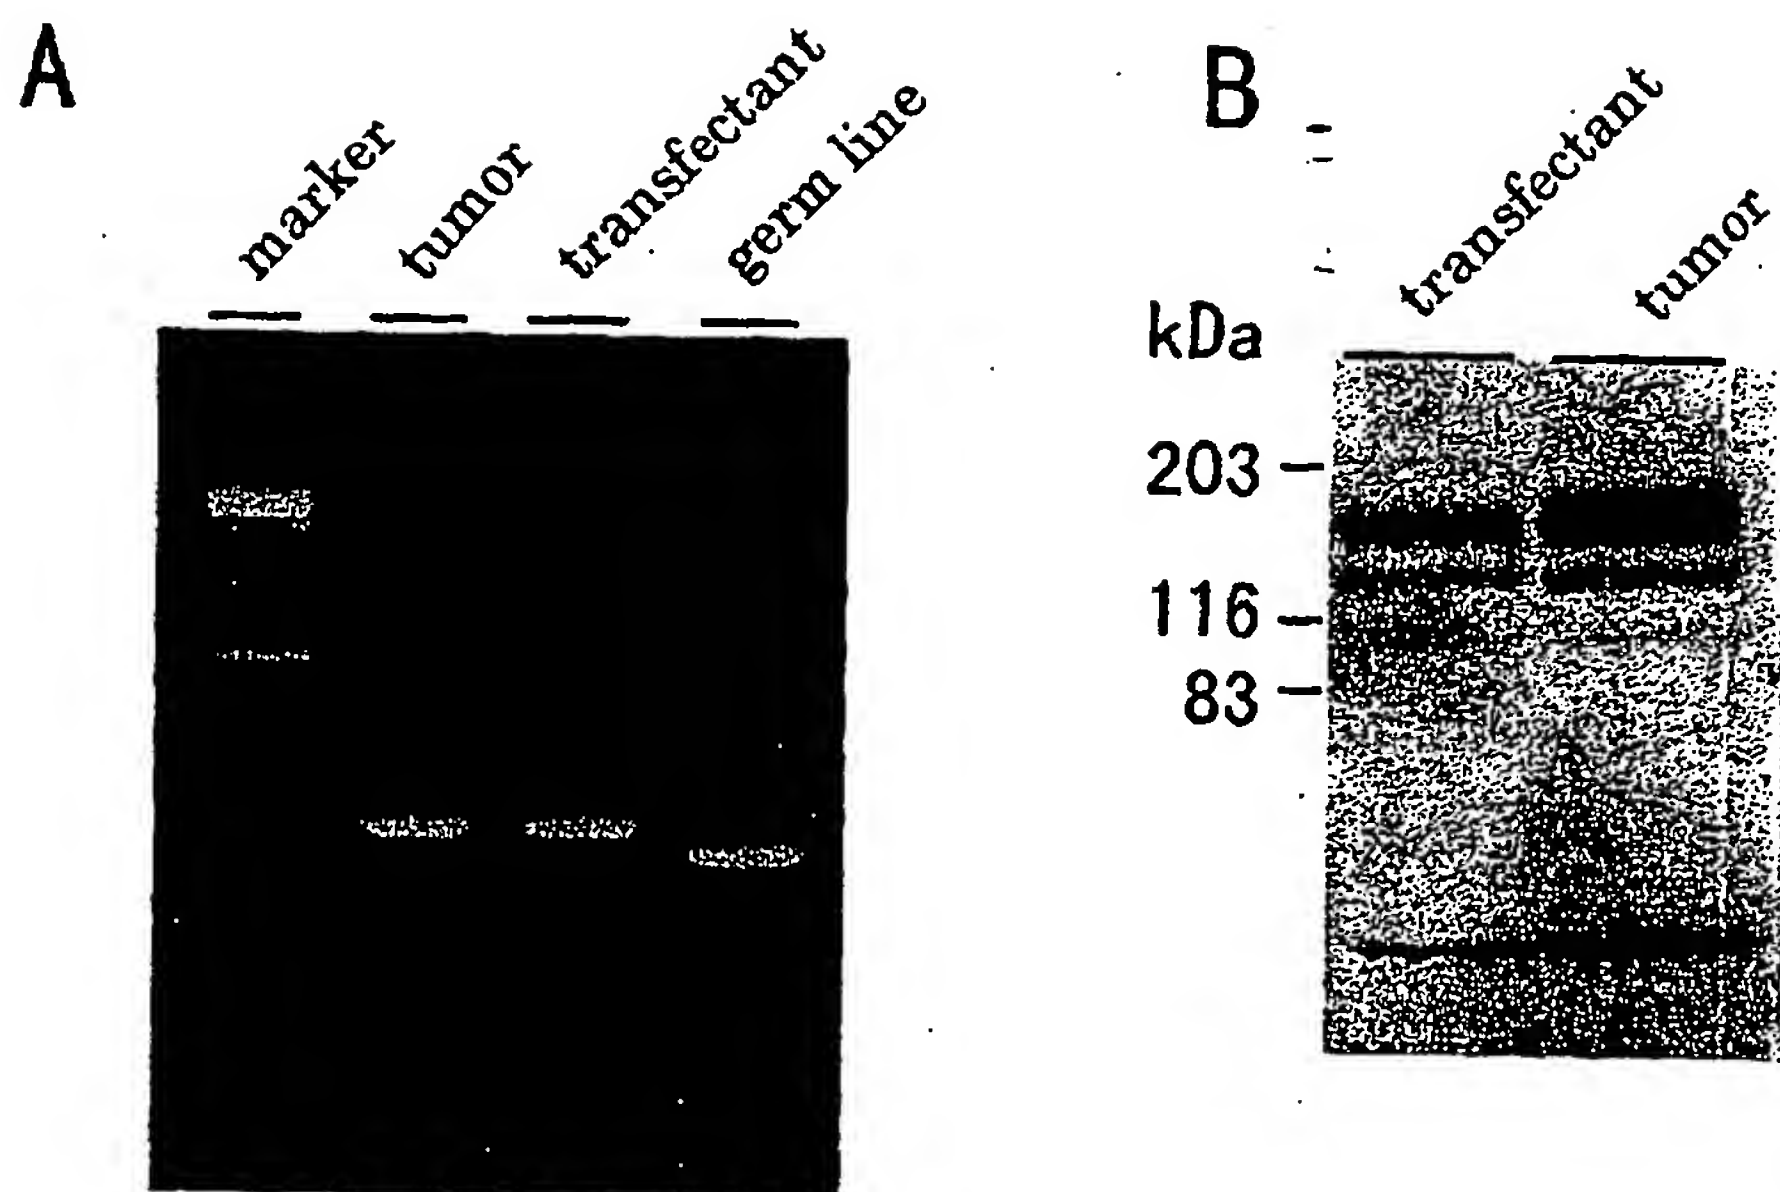 A
marker
tumor
transfectant
germ line
B
transfectant
tumor
kDa
203
116
83